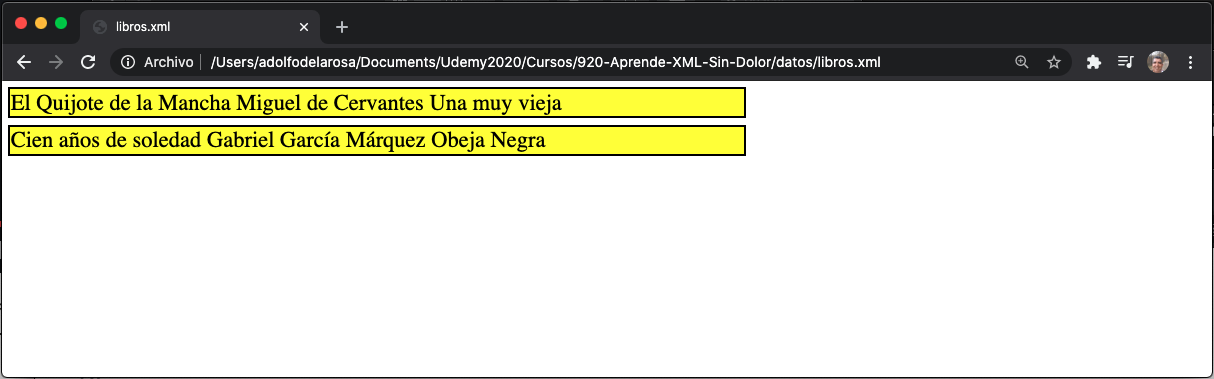 libros.xml
Archivo /Users/adolfodelarosa/Documents/Udemy2020/Cursos/920-Aprende-XML-Sin-Dolor/datos/libros.xml
El Quijote de la Mancha Miguel de Cervantes Una muy vieja
Cien años de soledad Gabriel García Márquez Obeja Negra